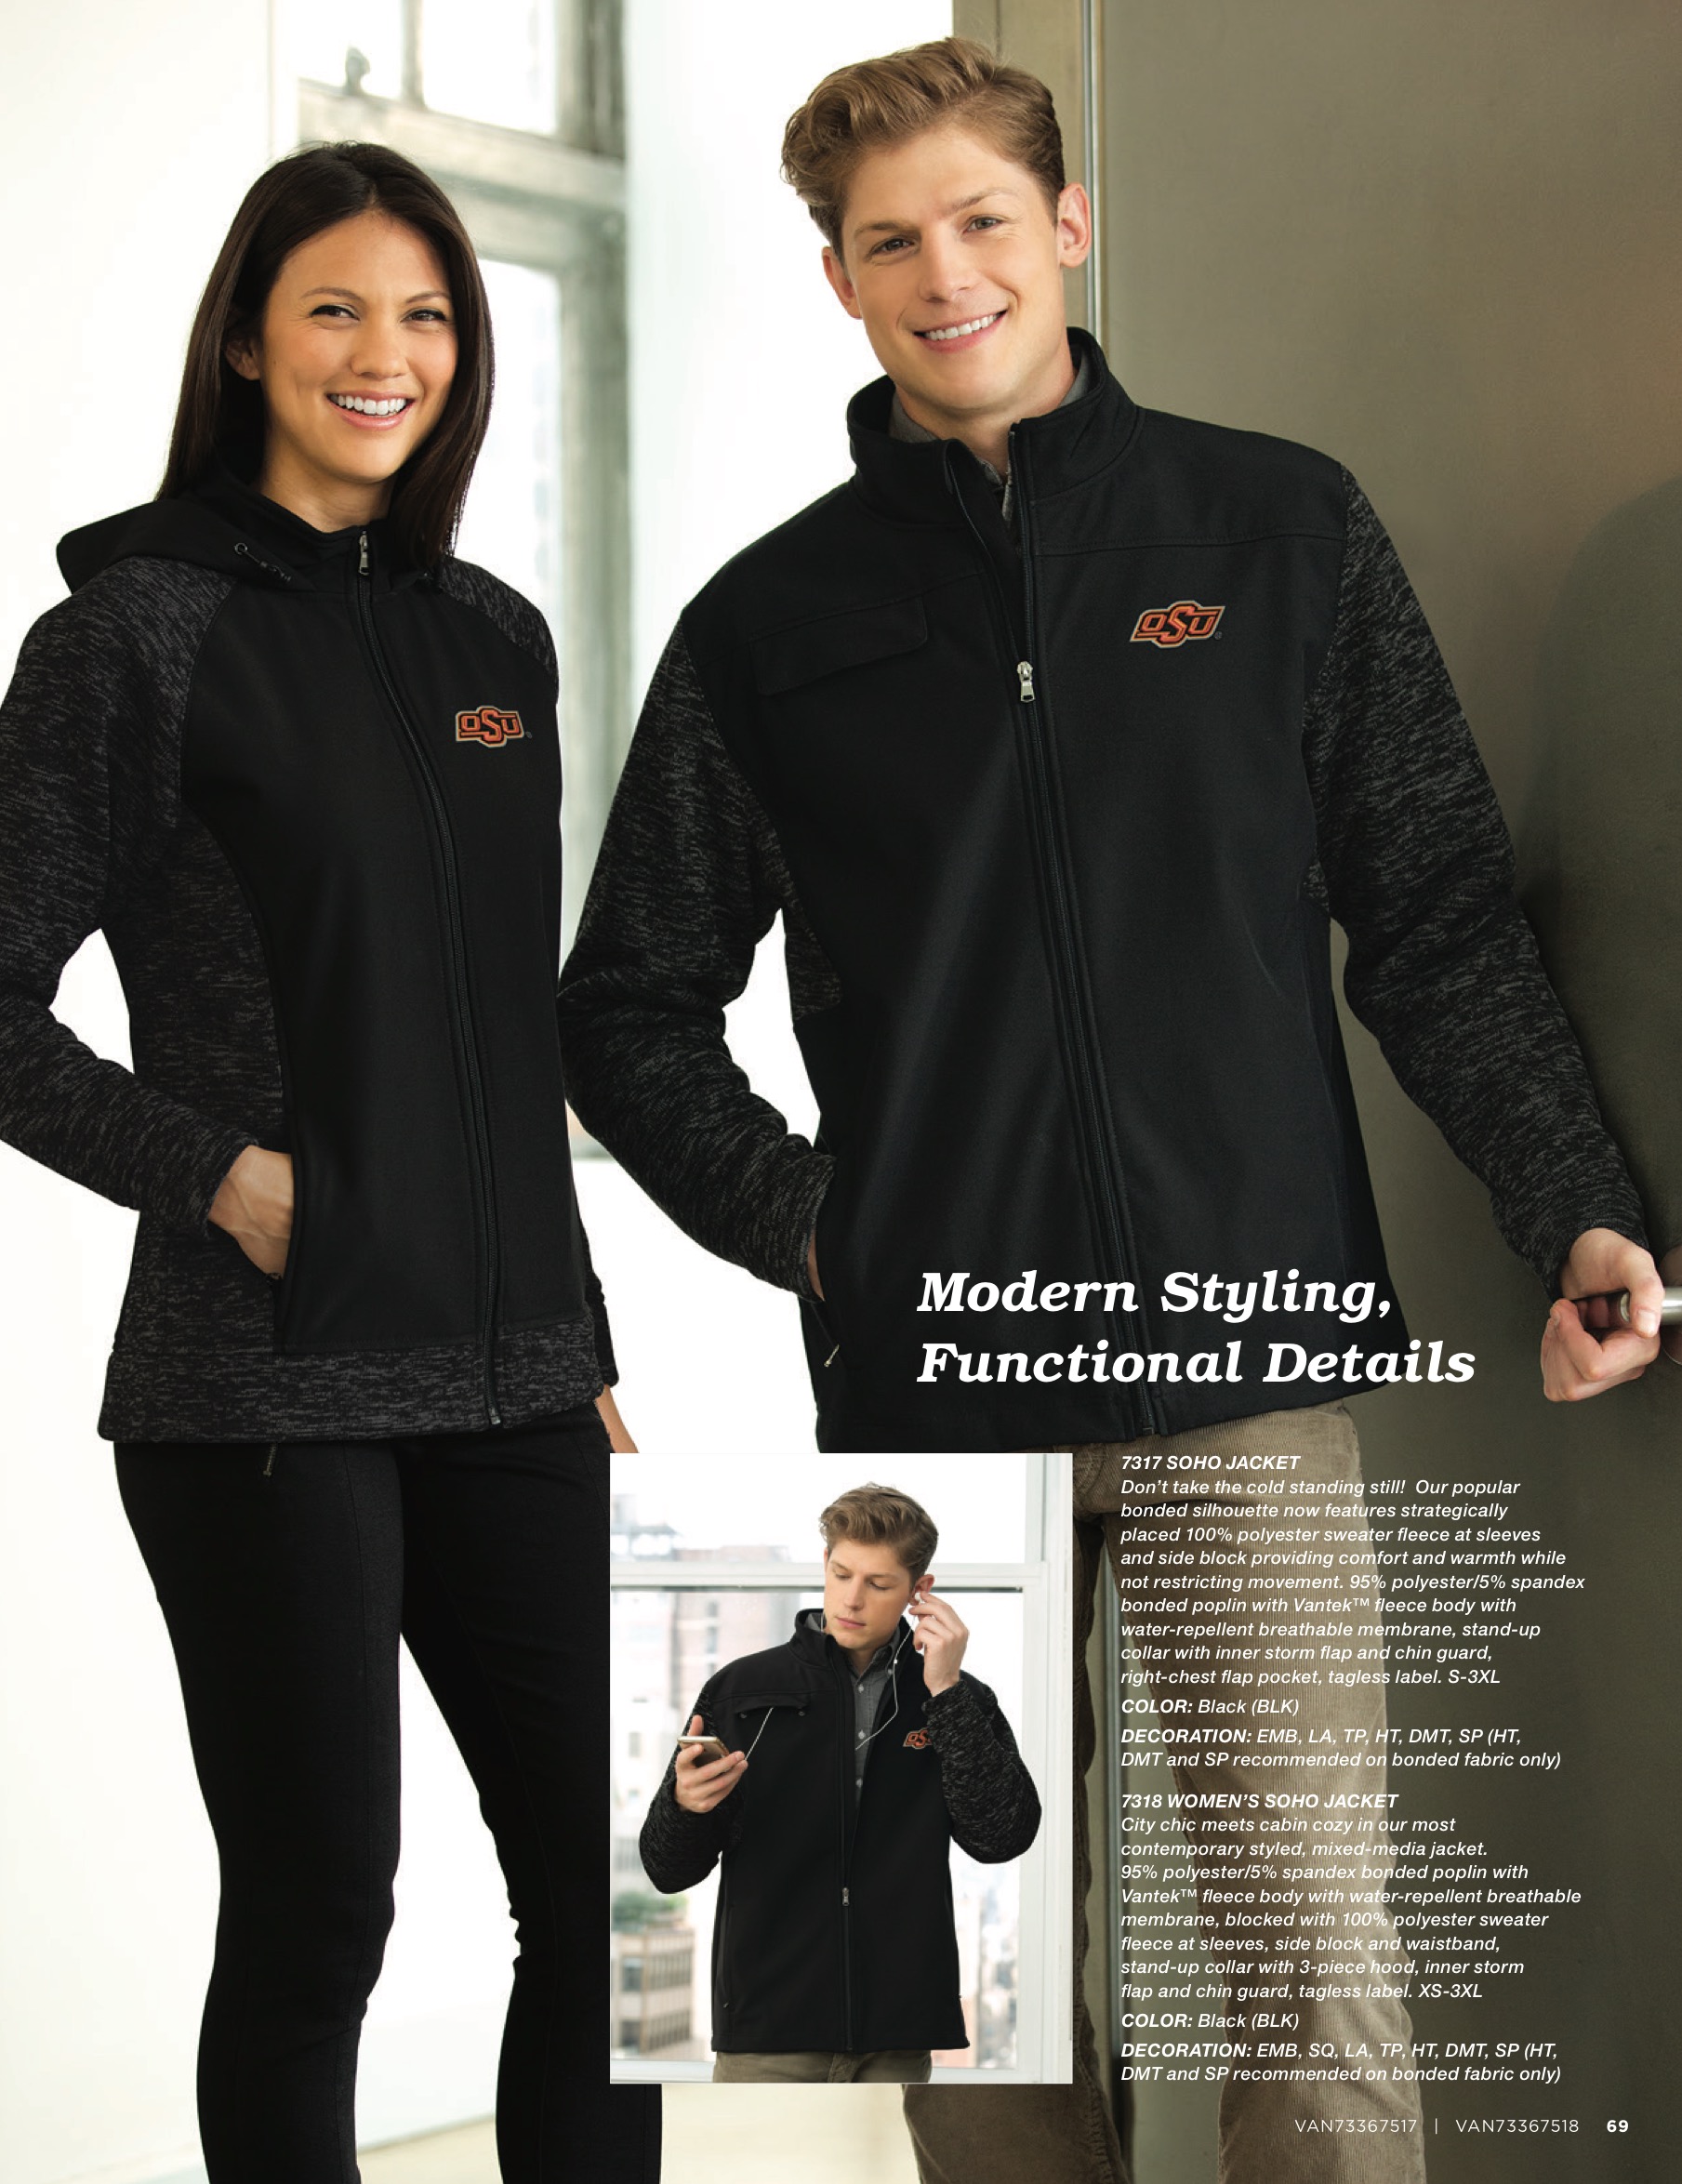 OSU
OSU
Modern Styling,
Functional Details
7317 SOHO JACKET
Don't take the cold standing still!  Our popular
bonded silhouette now features strategically
placed 100% polyester sweater fleece at sleeves
and side block providing comfort and warmth while
not restricting movement. 95% polyester/5% spandex
bonded poplin with Vantek™ fleece body with
water-repellent breathable membrane, stand-up
collar with inner storm flap and chin guard,
right-chest flap pocket, tagless label. S-3XL
COLOR: Black (BLK)
DECORATION: EMB, LA, TP, HT, DMT, SP (HT,
DMT and SP recommended on bonded fabric only)
7318 WOMEN'S SOHO JACKET
City chic meets cabin cozy in our most
contemporary styled, mixed-media jacket.
95% polyester/5% spandex bonded poplin with
Vantek™ fleece body with water-repellent breathable
membrane, blocked with 100% polyester sweater
fleece at sleeves, side block and waistband,
stand-up collar with 3-piece hood, inner storm
flap and chin guard, tagless label. XS-3XL
COLOR: Black (BLK)
DECORATION: EMB, SQ, LA, TP, HT, DMT, SP (HT,
DMT and SP recommended on bonded fabric only)
VAN73367517 | VAN73367518 69